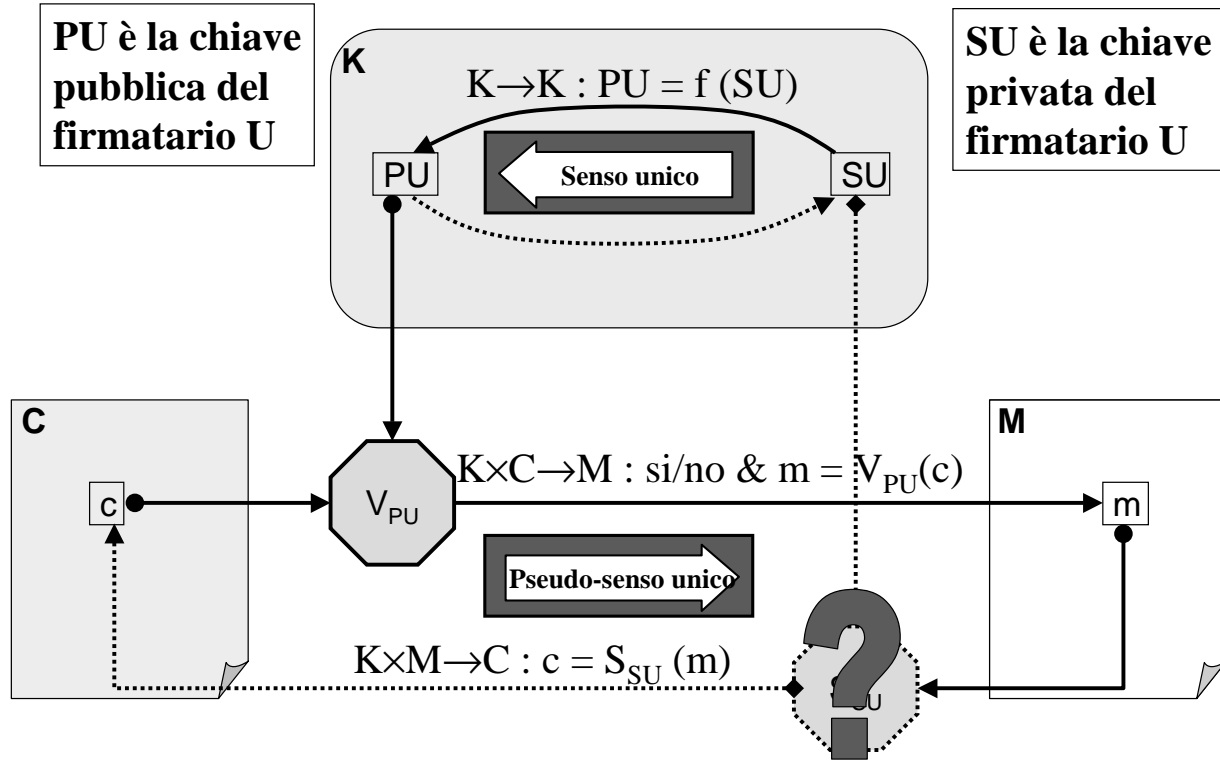 PU è la chiave
pubblica del
firmatario U
SU è la chiave
privata del
firmatario U
K
K→K : PU = f (SU)
PU
Senso unico
SU
C
M
K×C→M : si/no & m = V_PU(c)
c
V_PU
m
Pseudo-senso unico
K×M→C : c = S_SU (m)
?